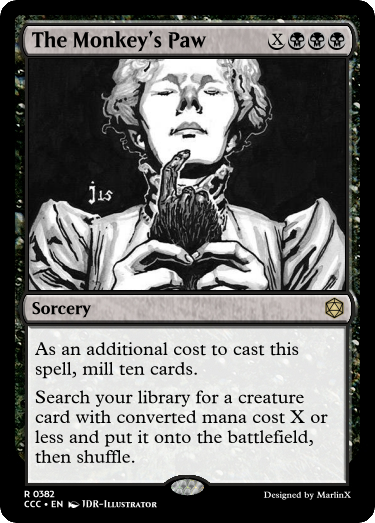 The Monkey's Paw X
j 15
Sorcery
As an additional cost to cast this
spell, mill ten cards.
Search your library for a creature
card with converted mana cost X or
less and put it onto the battlefield,
then shuffle.
R 0382
CCC • EN JDR-Illustrator
Designed by MarlinX